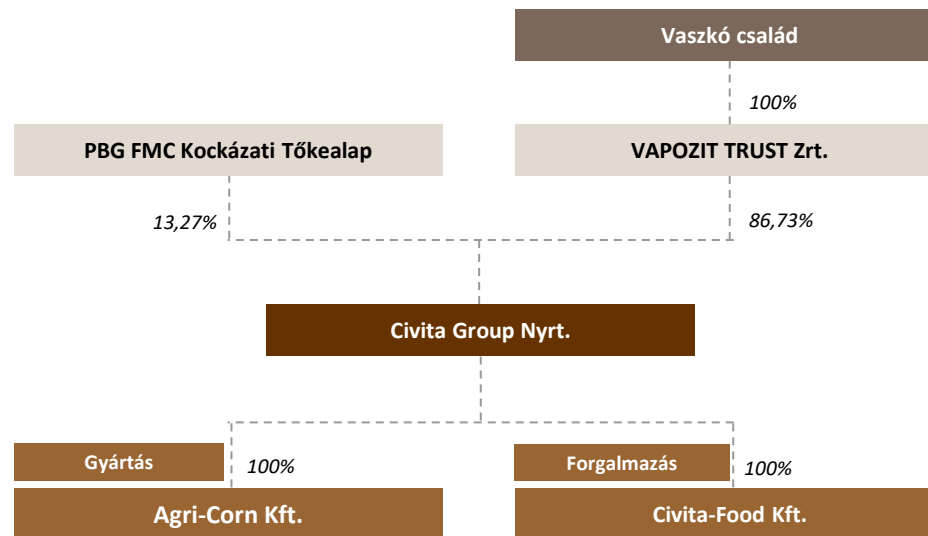 Vaszkó család
100%
PBG FMC Kockázati Tőkealap
VAPOZIT TRUST Zrt.
13,27%
86,73%
Civita Group Nyrt.
Gyártás
100%
Forgalmazás
100%
Agri-Corn Kft.
Civita-Food Kft.